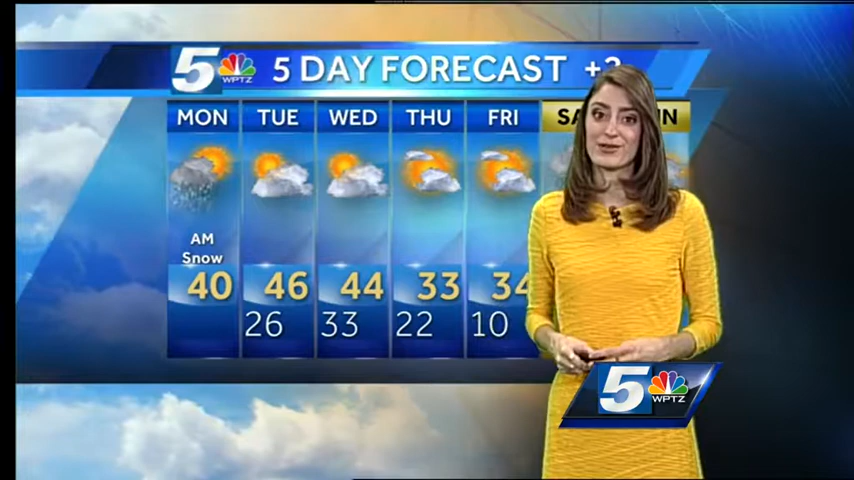 5 WPTZ 5 DAY FORECAST
MON TUE WED THU FRI
AM
Snow
40 46 44 33
26 33 22 10
5 WPTZ